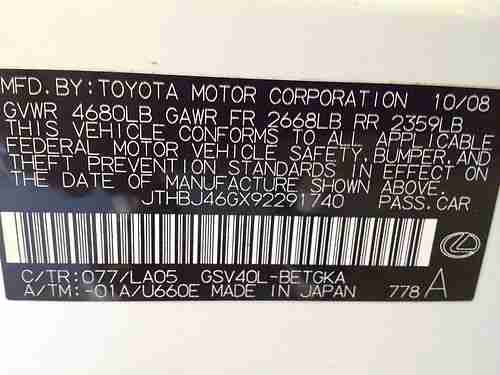 MFD. BY: TOYOTA MOTOR CORPORATION 10/08
GVWR 4680LB GAWR FR 2668LB RR 2359LB
THIS VEHICLE CONFORMS TO ALL APPLICABLE
FEDERAL MOTOR VEHICLE SAFETY, BUMPER, AND
THEFT PREVENTION STANDARDS IN EFFECT ON
THE DATE OF MANUFACTURE SHOWN ABOVE.
JTHBJ46GX92291740 PASS.CAR
C/TR: 077/LA05 GSV40L-BETGKA
A/TM: -01A/U660E MADE IN JAPAN 778 A